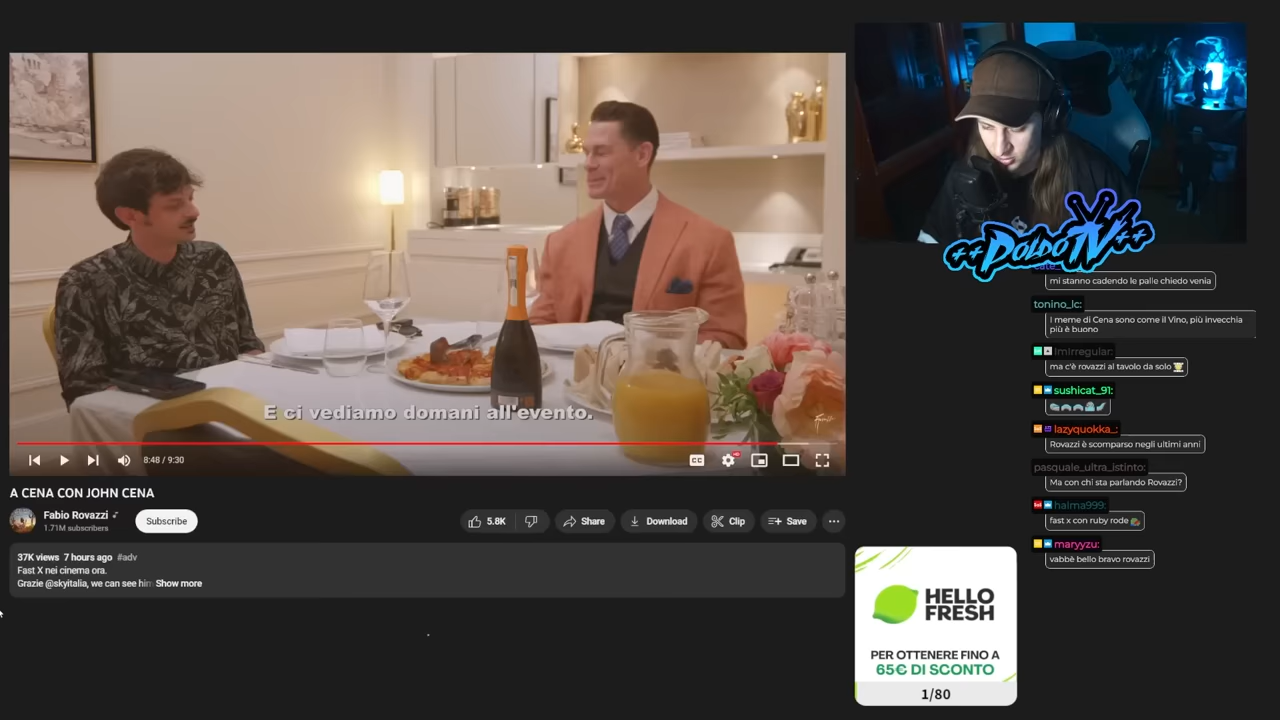 E ci vediamo domani all'evento.
8:48 / 9:30
CC
HD
A CENA CON JOHN CENA
Fabio Rovazzi
1.71M subscribers
Subscribe
5.8K
Share
Download
Clip
Save
37K views 7 hours ago #adv
Fast X nei cinema ora.
Grazie @skyitalia, we can see him Show more
++POLDOTV++
mi stanno cadendo le palle chiedo venia
tonino_lc:
I meme di Cena sono come il Vino, più invecchia
più è buono
ImIrregular:
ma c'è rovazzi al tavolo da solo
sushicat_91:
lazyquokka_:
Rovazzi è scomparso negli ultimi anni
pasquale_ultra_istinto:
Ma con chi sta parlando Rovazzi?
halma999:
fast x con ruby rode
maryyzu:
vabbè bello bravo rovazzi
HELLO
FRESH
PER OTTENERE FINO A
65€ DI SCONTO
1/80